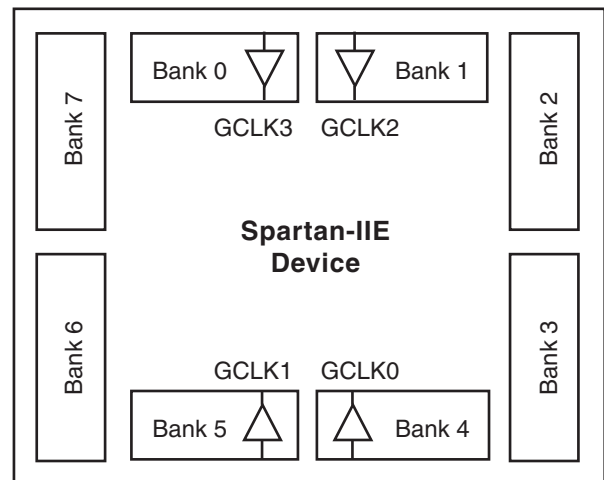 Bank 0
Bank 1
GCLK3
GCLK2
Bank 7
Bank 2
Spartan-IIE
Device
Bank 6
Bank 3
GCLK1
GCLK0
Bank 5
Bank 4